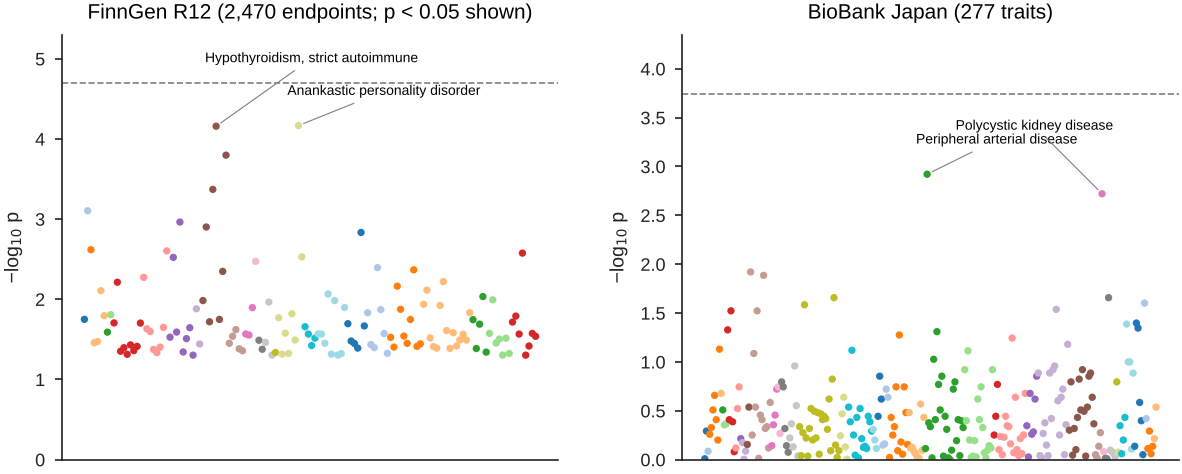 FinnGen R12 (2,470 endpoints; p < 0.05 shown)
−log₁₀ p
5
4
3
2
1
0
Hypothyroidism, strict autoimmune
Anankastic personality disorder
BioBank Japan (277 traits)
−log₁₀ p
4.0
3.5
3.0
2.5
2.0
1.5
1.0
0.5
0.0
Polycystic kidney disease
Peripheral arterial disease